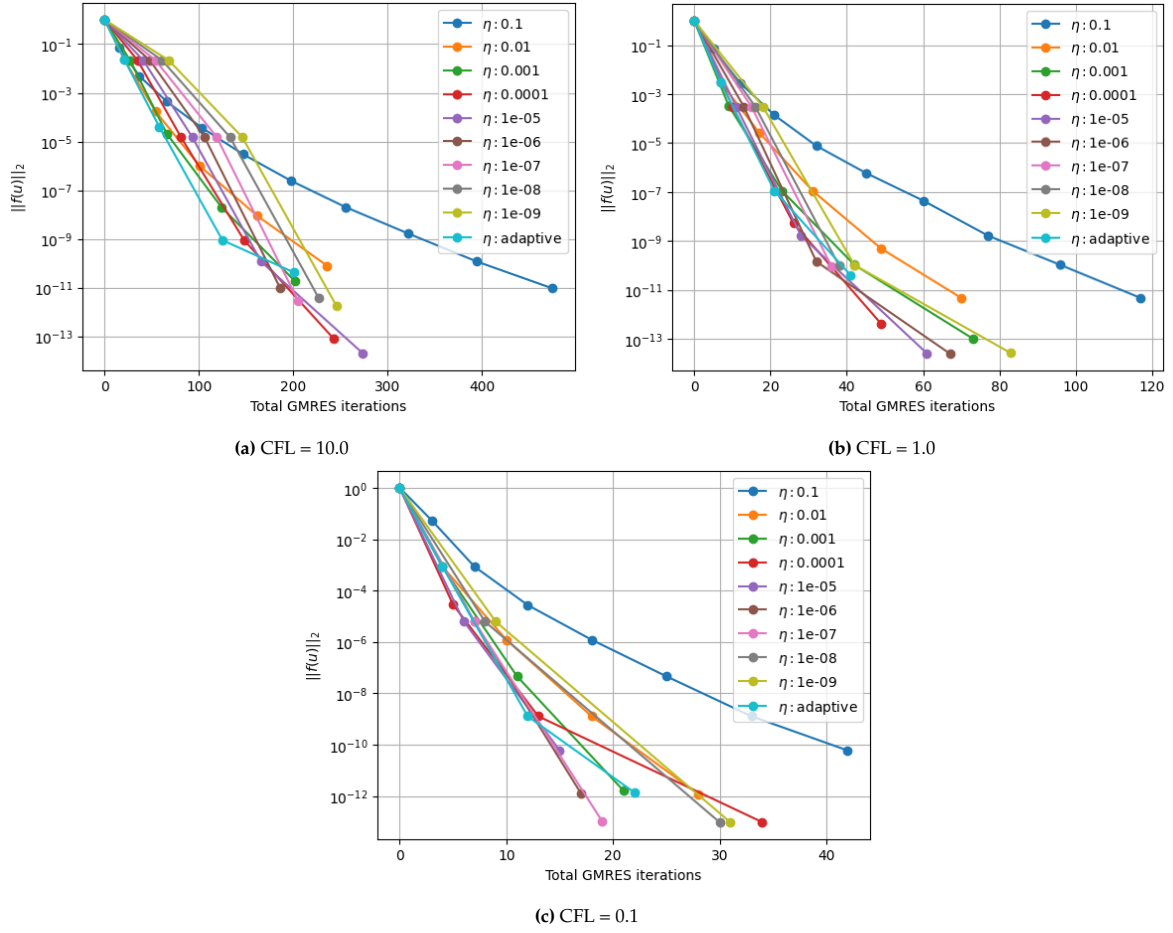 10⁻¹
10⁻³
10⁻⁵
10⁻⁷
10⁻⁹
10⁻¹¹
10⁻¹³
||f(u)||₂
0 100 200 300 400
Total GMRES iterations
η : 0.1
η : 0.01
η : 0.001
η : 0.0001
η : 1e-05
η : 1e-06
η : 1e-07
η : 1e-08
η : 1e-09
η : adaptive
(a) CFL = 10.0
10⁻¹
10⁻³
10⁻⁵
10⁻⁷
10⁻⁹
10⁻¹¹
10⁻¹³
||f(u)||₂
0 20 40 60 80 100 120
Total GMRES iterations
η : 0.1
η : 0.01
η : 0.001
η : 0.0001
η : 1e-05
η : 1e-06
η : 1e-07
η : 1e-08
η : 1e-09
η : adaptive
(b) CFL = 1.0
10⁰
10⁻²
10⁻⁴
10⁻⁶
10⁻⁸
10⁻¹⁰
10⁻¹²
||f(u)||₂
0 10 20 30 40
Total GMRES iterations
η : 0.1
η : 0.01
η : 0.001
η : 0.0001
η : 1e-05
η : 1e-06
η : 1e-07
η : 1e-08
η : 1e-09
η : adaptive
(c) CFL = 0.1